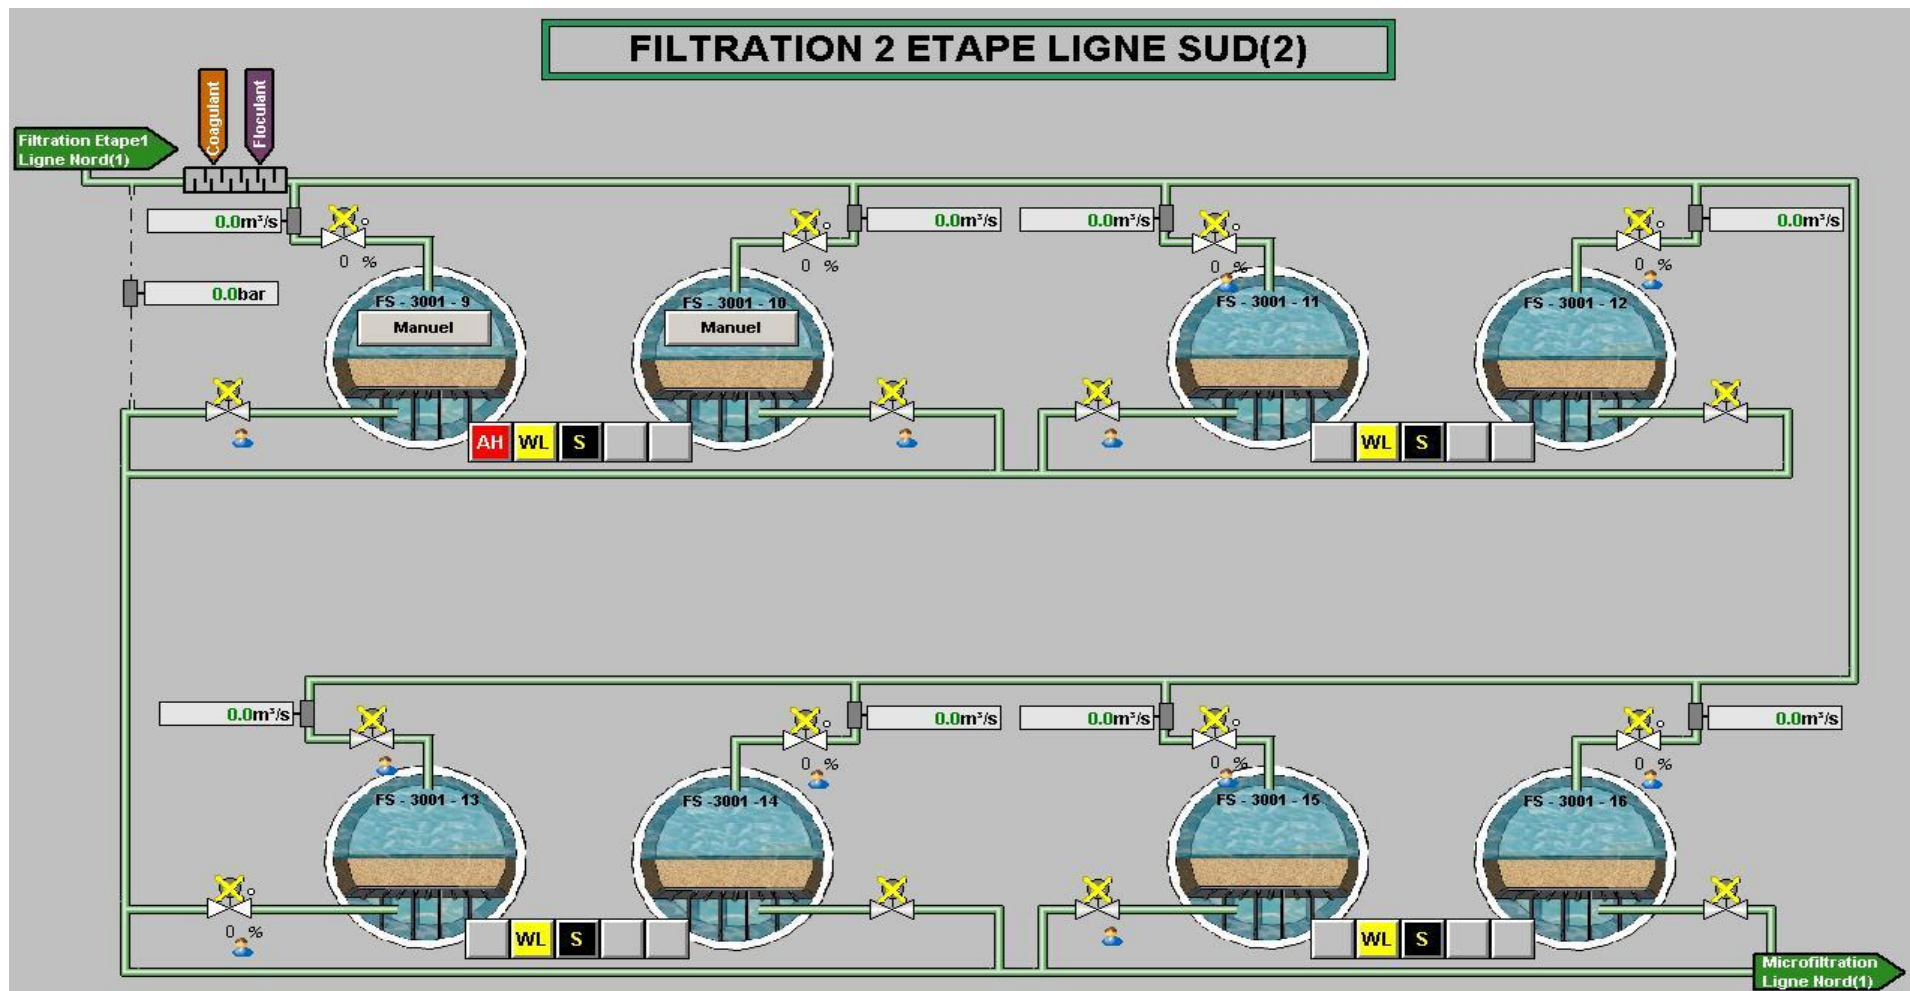 FILTRATION 2 ETAPE LIGNE SUD(2)
Coagulant
Floculant
Filtration Etape1
Ligne Nord(1)
0.0m³/s
0.0m³/s
0.0m³/s
0.0m³/s
0 %
0 %
0 %
0 %
0.0bar
FS - 3001 - 9
FS - 3001 - 10
FS - 3001 - 11
FS - 3001 - 12
Manuel
Manuel
AH WL S
WL S
0.0m³/s
0.0m³/s
0.0m³/s
0.0m³/s
0 %
0 %
0 %
FS - 3001 - 13
FS -3001 -14
FS - 3001 - 15
FS - 3001 - 16
0 %
WL S
WL S
Microfiltration
Ligne Nord(1)